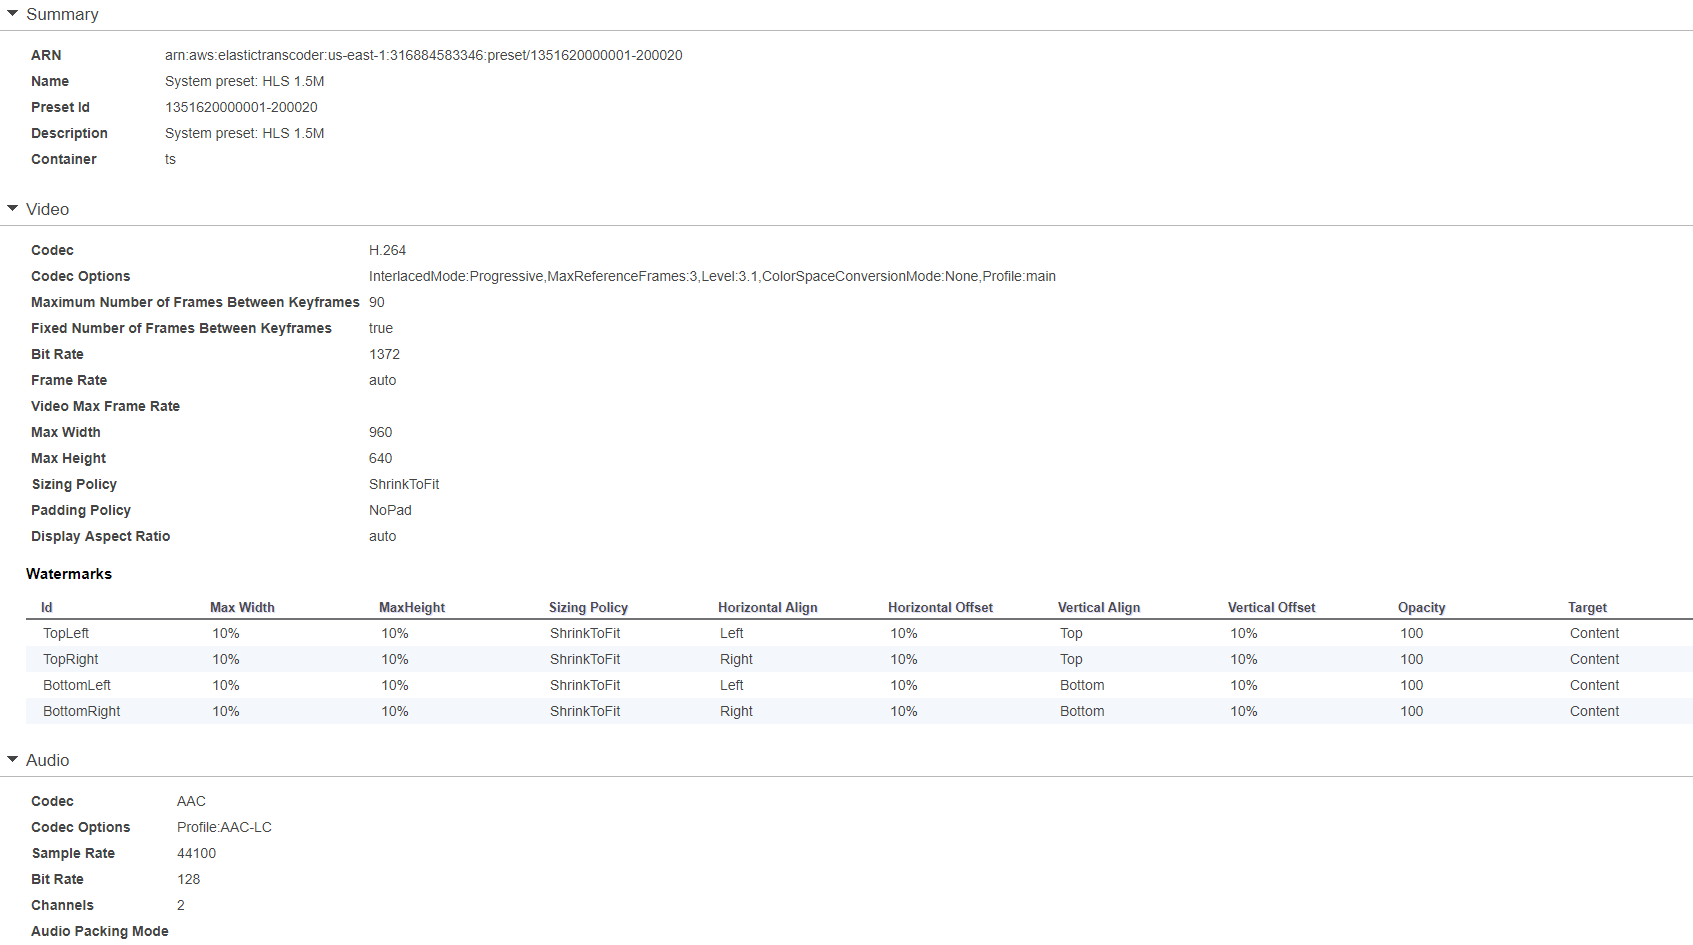 Summary
ARN arn:aws:elastictranscoder:us-east-1:316884583346:preset/1351620000001-200020
Name System preset: HLS 1.5M
Preset Id 1351620000001-200020
Description System preset: HLS 1.5M
Container ts
Video
Codec H.264
Codec Options InterlacedMode:Progressive,MaxReferenceFrames:3,Level:3.1,ColorSpaceConversionMode:None,Profile:main
Maximum Number of Frames Between Keyframes 90
Fixed Number of Frames Between Keyframes true
Bit Rate 1372
Frame Rate auto
Video Max Frame Rate
Max Width 960
Max Height 640
Sizing Policy ShrinkToFit
Padding Policy NoPad
Display Aspect Ratio auto
Watermarks
Id Max Width MaxHeight Sizing Policy Horizontal Align Horizontal Offset Vertical Align Vertical Offset Opacity Target
TopLeft 10% 10% ShrinkToFit Left 10% Top 10% 100 Content
TopRight 10% 10% ShrinkToFit Right 10% Top 10% 100 Content
BottomLeft 10% 10% ShrinkToFit Left 10% Bottom 10% 100 Content
BottomRight 10% 10% ShrinkToFit Right 10% Bottom 10% 100 Content
Audio
Codec AAC
Codec Options Profile:AAC-LC
Sample Rate 44100
Bit Rate 128
Channels 2
Audio Packing Mode